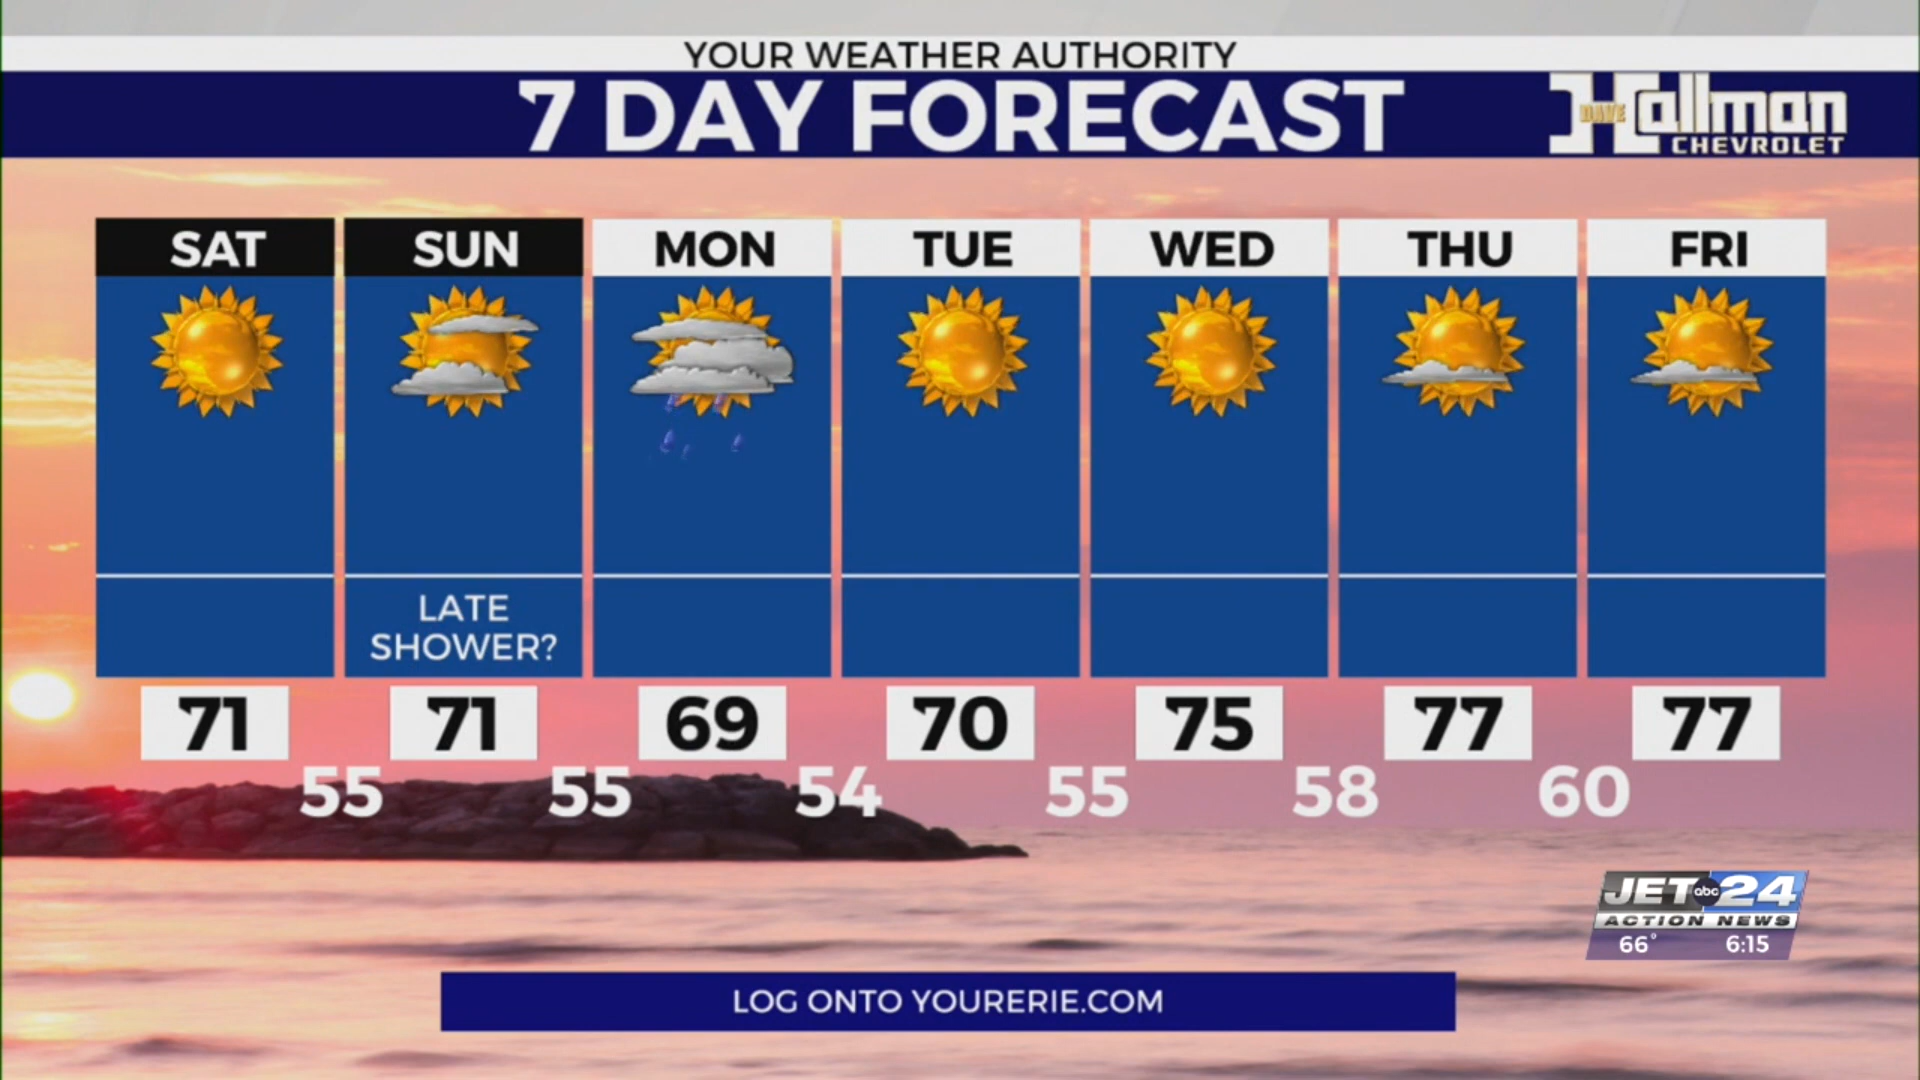 YOUR WEATHER AUTHORITY
7 DAY FORECAST
DAVE Hallman
CHEVROLET
SAT SUN MON TUE WED THU FRI
LATE
SHOWER?
71 71 69 70 75 77 77
55 55 54 55 58 60
JET abc 24
ACTION NEWS
66° 6:15
LOG ONTO YOURERIE.COM